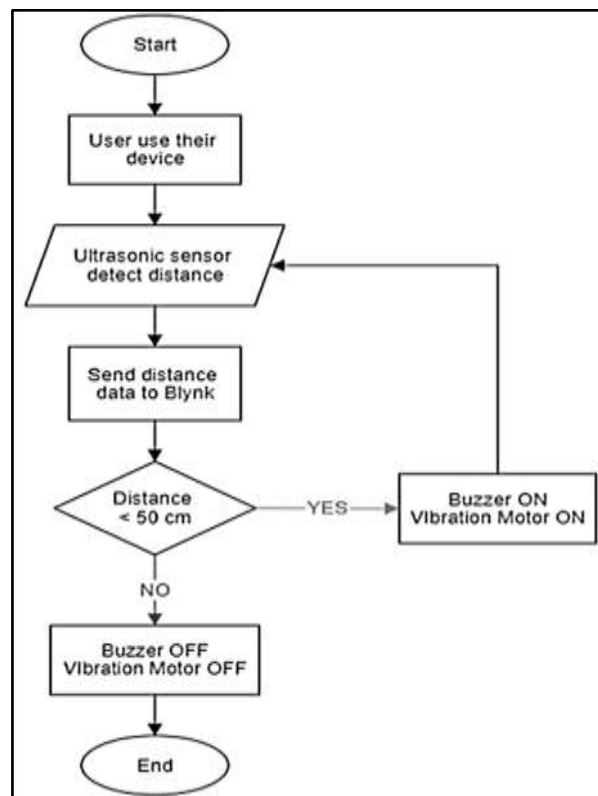 Start
User use their
device
Ultrasonic sensor
detect distance
Send distance
data to Blynk
Distance
< 50 cm
YES
Buzzer ON
VIbration Motor ON
NO
Buzzer OFF
VIbration Motor OFF
End